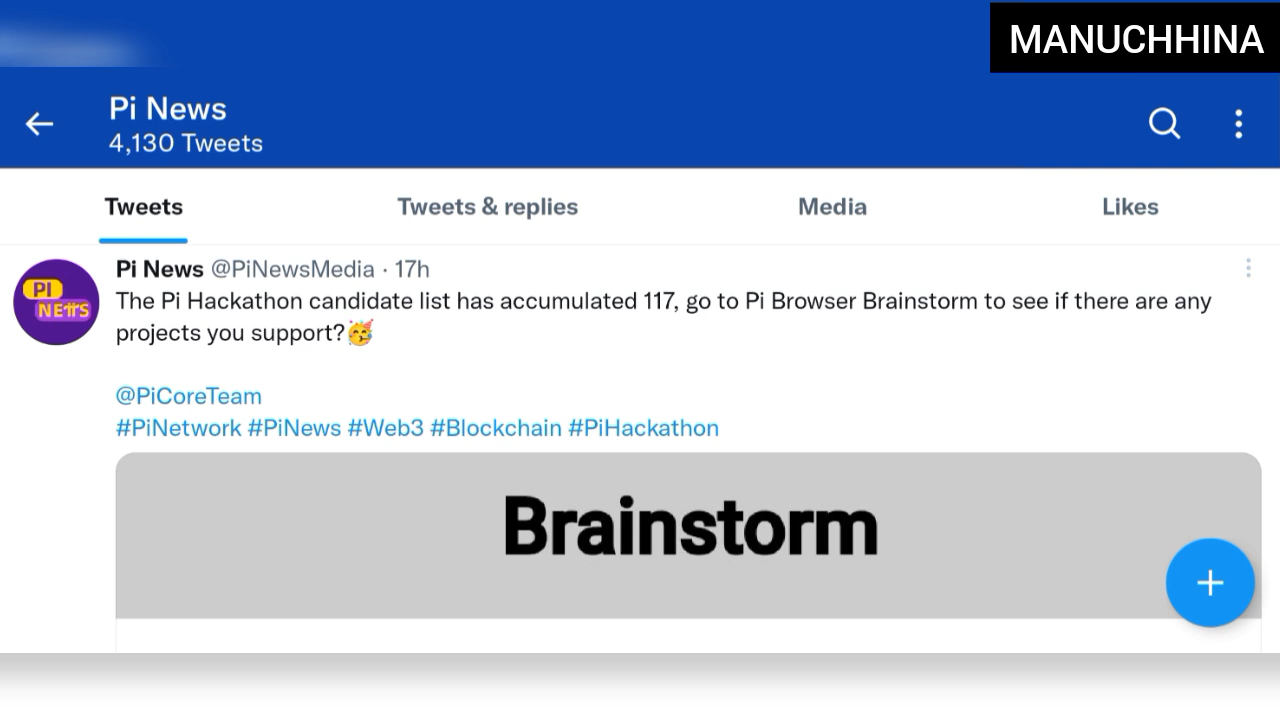 MANUCHHINA
Pi News
4,130 Tweets
Tweets
Tweets & replies
Media
Likes
PI
NEWS
Pi News @PiNewsMedia · 17h
The Pi Hackathon candidate list has accumulated 117, go to Pi Browser Brainstorm to see if there are any
projects you support?🥳
@PiCoreTeam
#PiNetwork #PiNews #Web3 #Blockchain #PiHackathon
Brainstorm